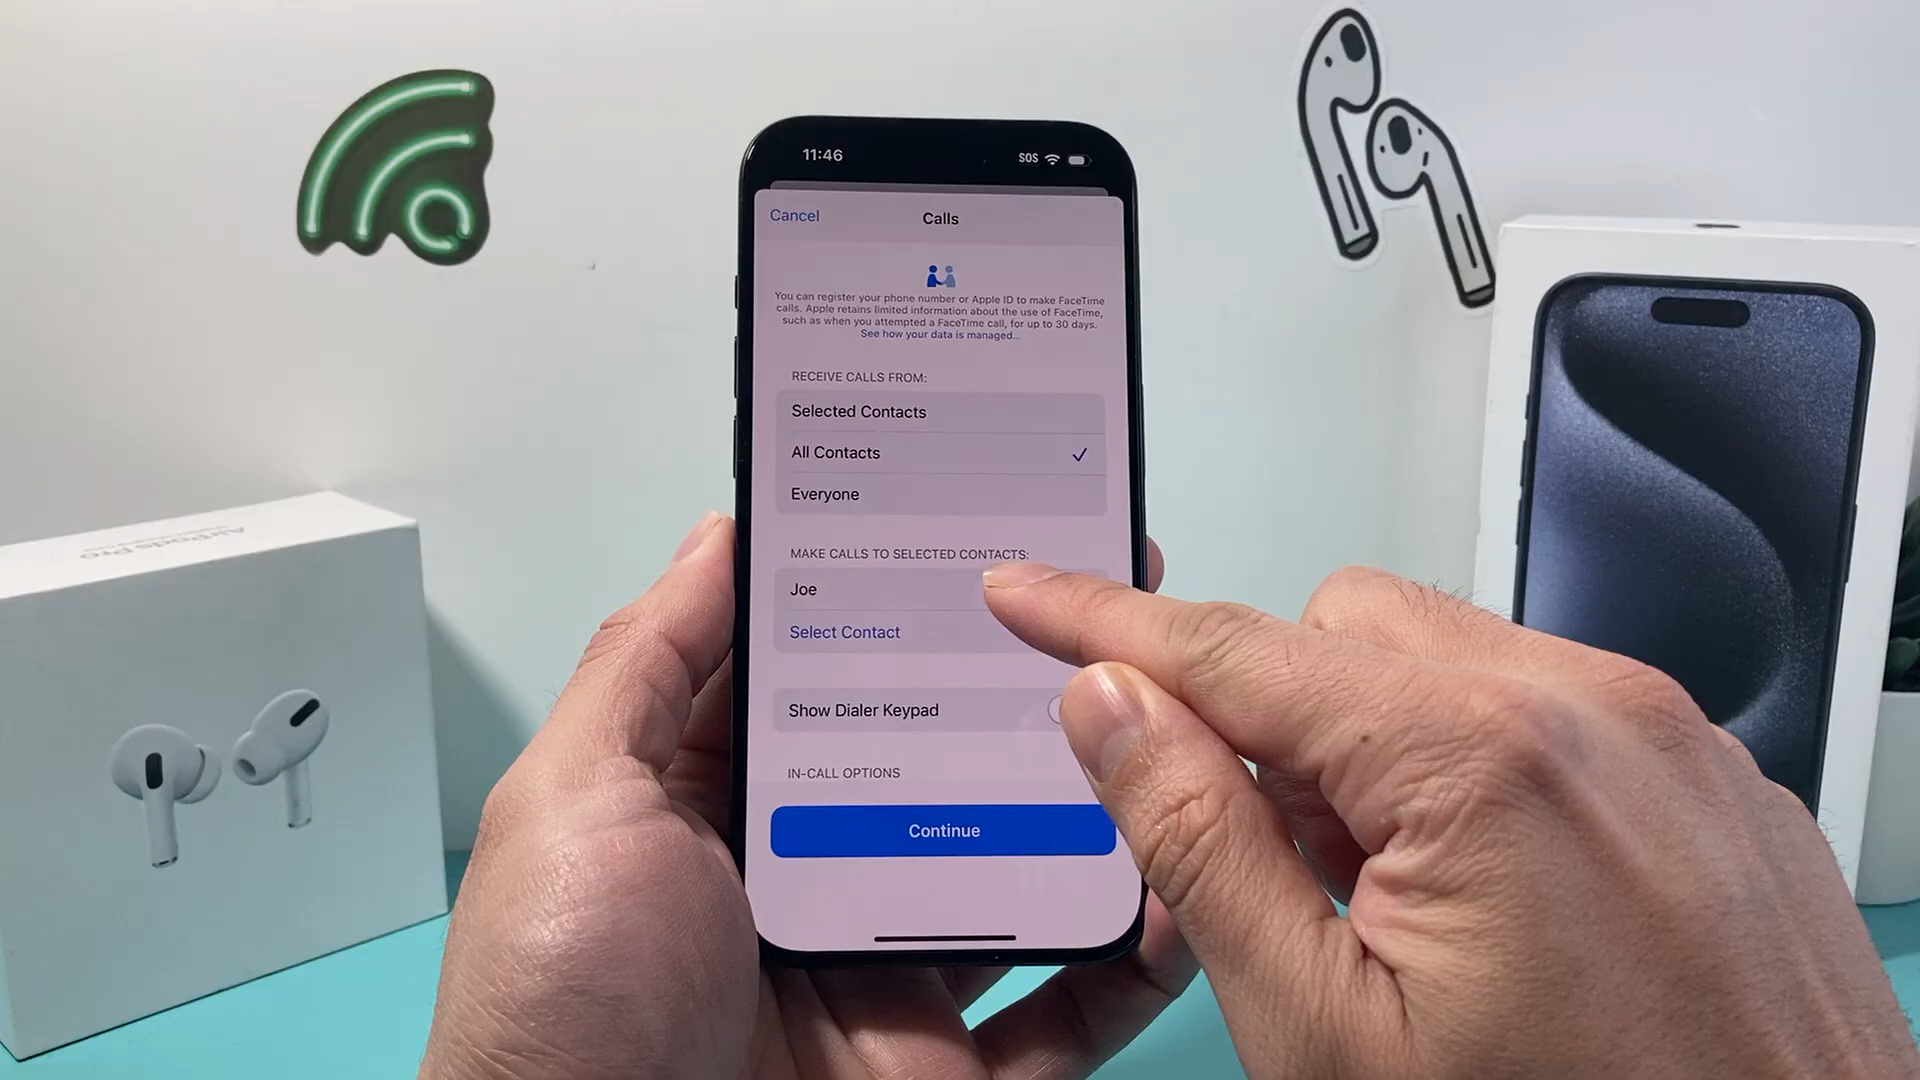 11:46
SOS
Cancel
Calls
You can register your phone number or Apple ID to make FaceTime
calls. Apple retains limited information about the use of FaceTime,
such as when you attempted a FaceTime call, for up to 30 days.
See how your data is managed...
RECEIVE CALLS FROM:
Selected Contacts
All Contacts
Everyone
MAKE CALLS TO SELECTED CONTACTS:
Joe
Select Contact
Show Dialer Keypad
IN-CALL OPTIONS
Continue
AirPods Pro